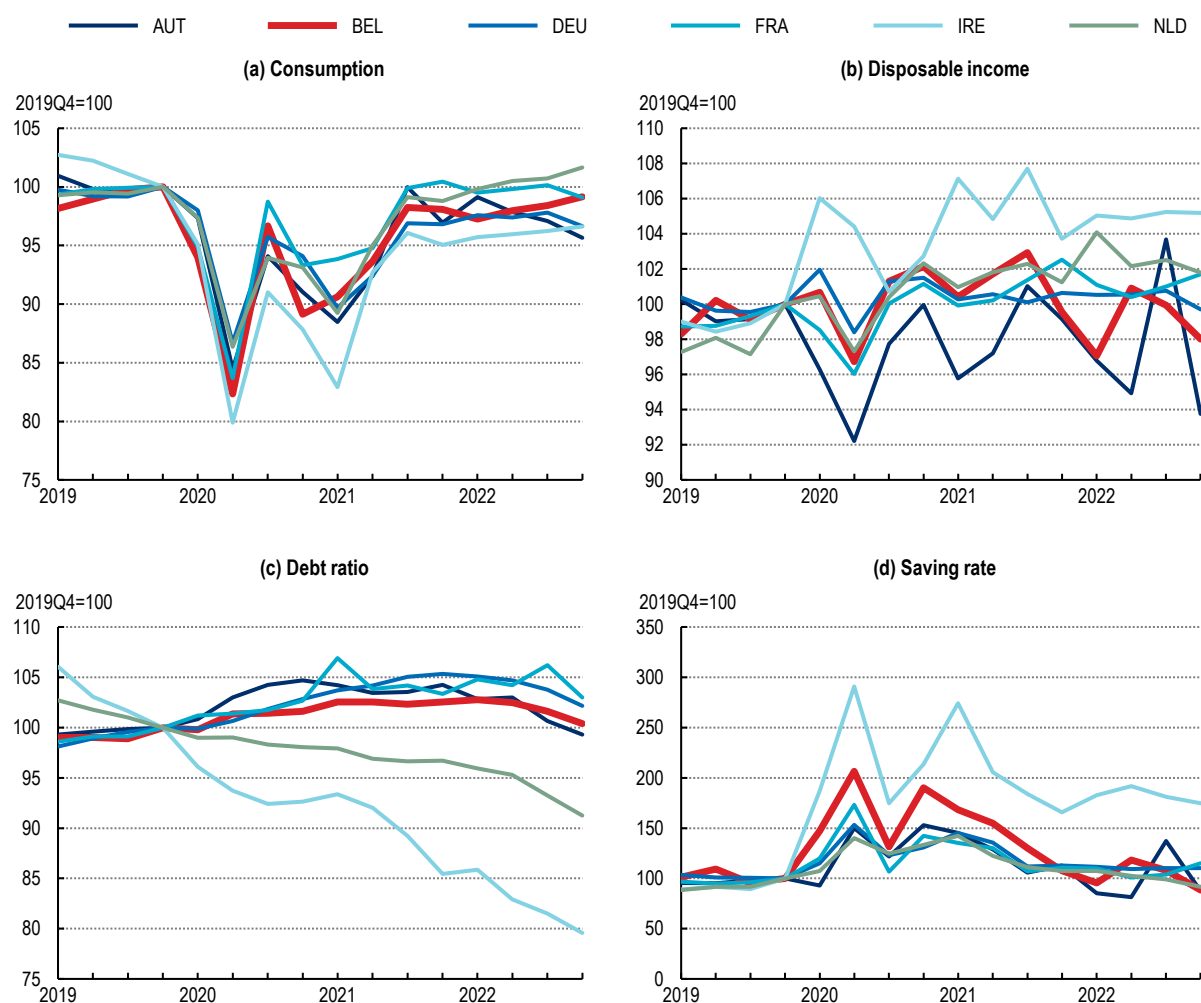 AUT BEL DEU FRA IRE NLD
(a) Consumption
2019Q4=100
105
100
95
90
85
80
75
2019 2020 2021 2022
(b) Disposable income
2019Q4=100
110
108
106
104
102
100
98
96
94
92
90
2019 2020 2021 2022
(c) Debt ratio
2019Q4=100
110
105
100
95
90
85
80
75
2019 2020 2021 2022
(d) Saving rate
2019Q4=100
350
300
250
200
150
100
50
0
2019 2020 2021 2022